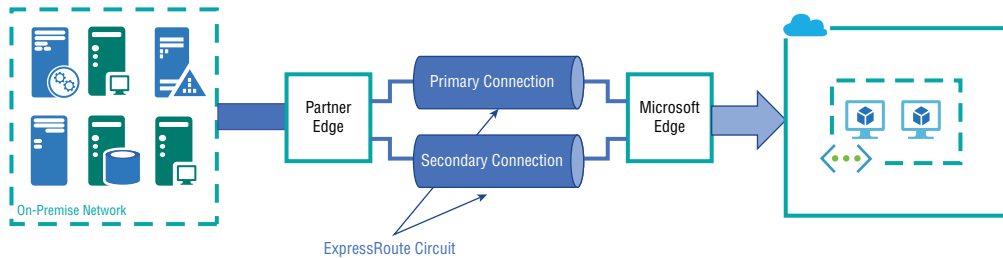 On-Premise Network
Partner
Edge
Primary Connection
Secondary Connection
ExpressRoute Circuit
Microsoft
Edge